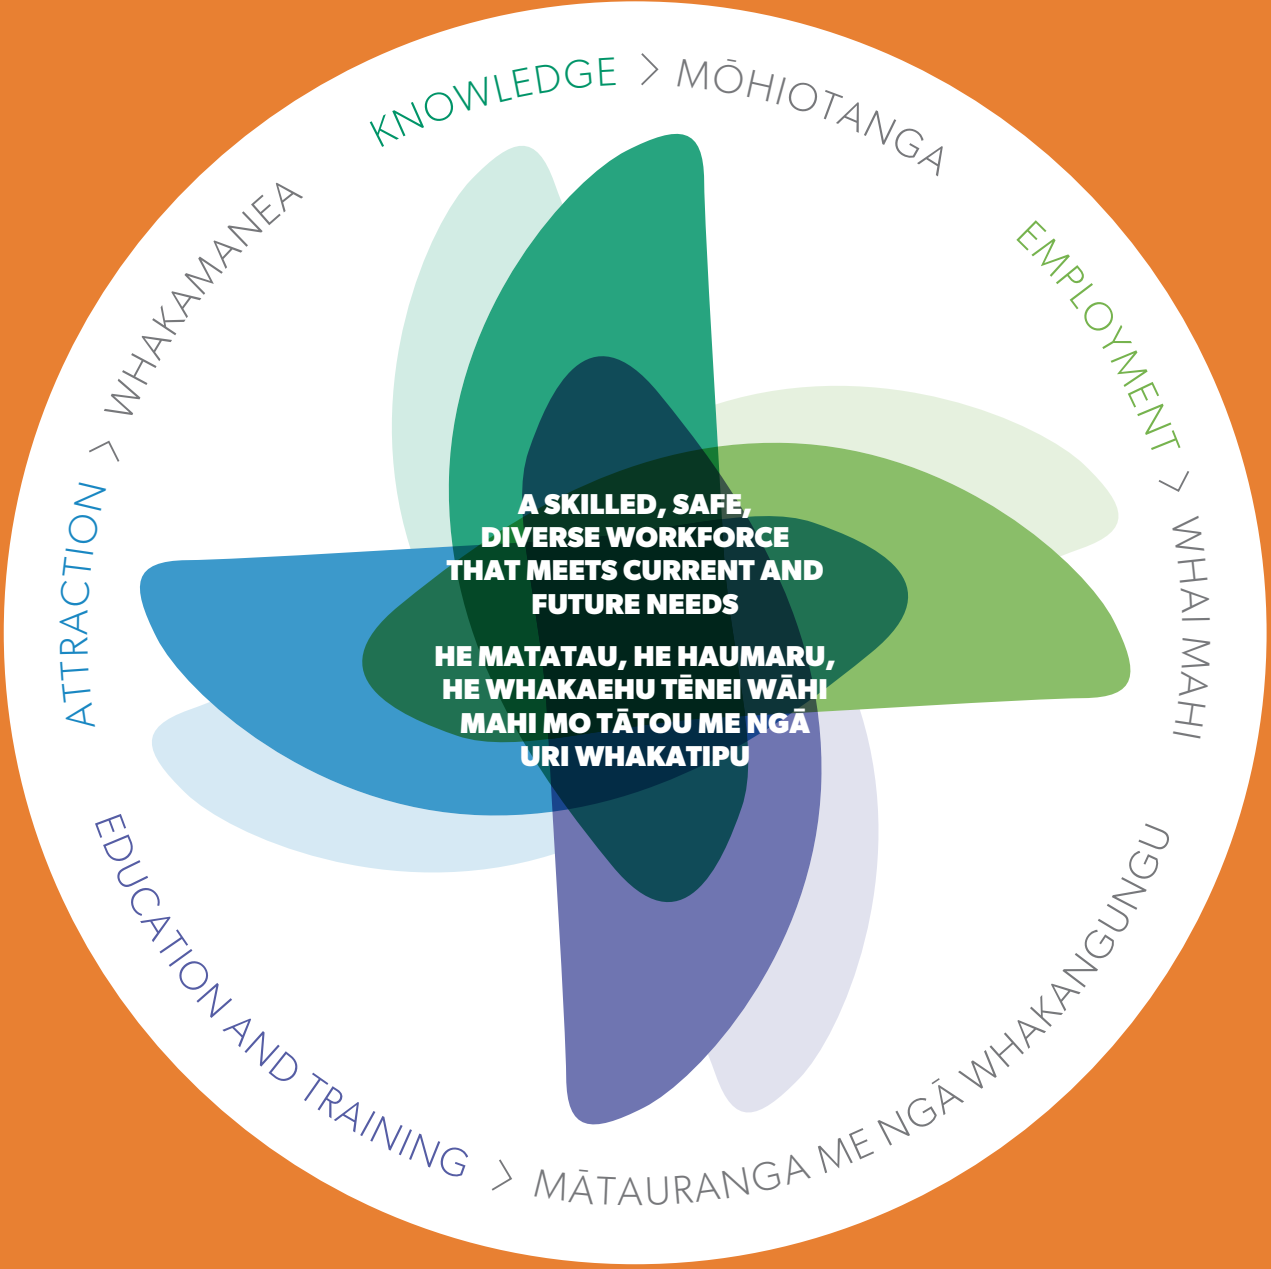 KNOWLEDGE > MŌHIOTANGA
EMPLOYMENT > WHAI MAHI
EDUCATION AND TRAINING > MĀTAURANGA ME NGĀ WHAKANGUNGU
ATTRACTION > WHAKAMANEA
A SKILLED, SAFE,
DIVERSE WORKFORCE
THAT MEETS CURRENT AND
FUTURE NEEDS
HE MATATAU, HE HAUMARU,
HE WHAKAEHU TĒNEI WĀHI
MAHI MO TĀTOU ME NGĀ
URI WHAKATIPU